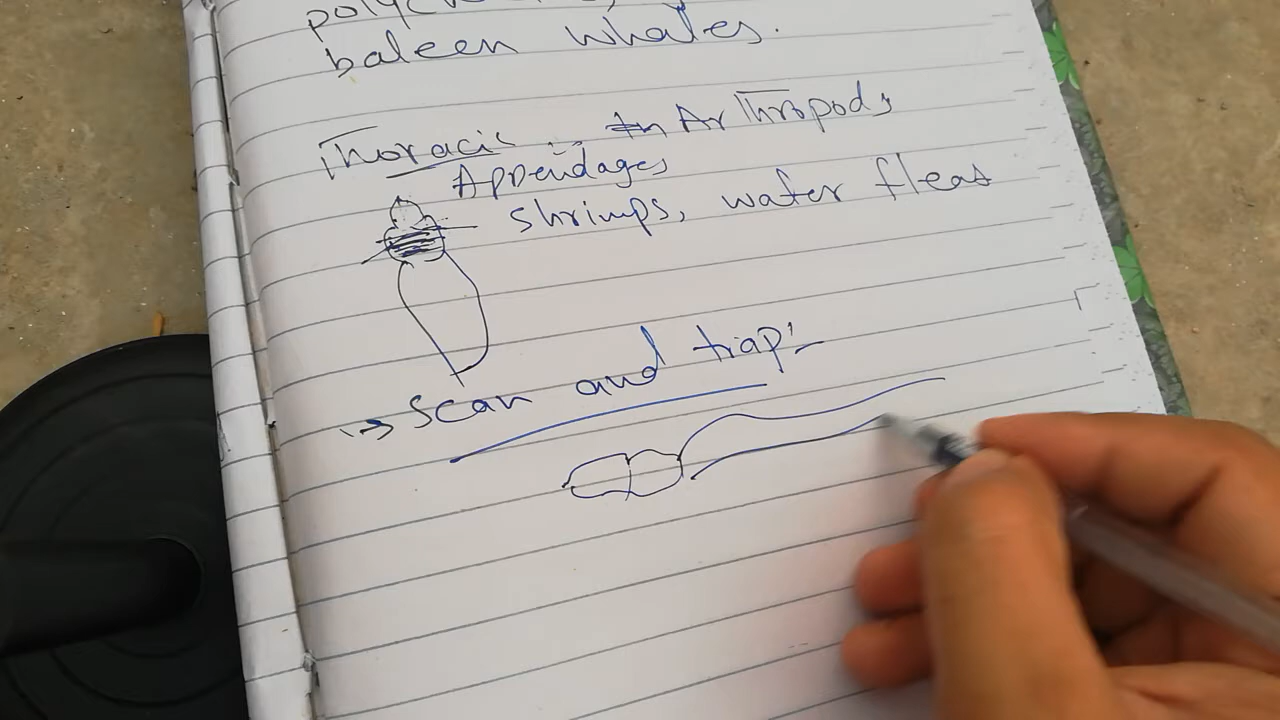 baleen whales.
Thoracic :- In Arthropods
Appendages
shrimps, water fleas
→ Scan and trap:-